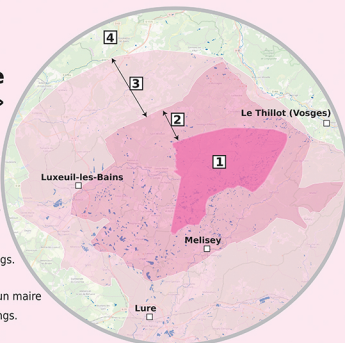 4
e
3
Le Thillot (Vosges)
2
1
Luxeuil-les-Bains
Melisey
gs.
un maire
Lure
ngs.